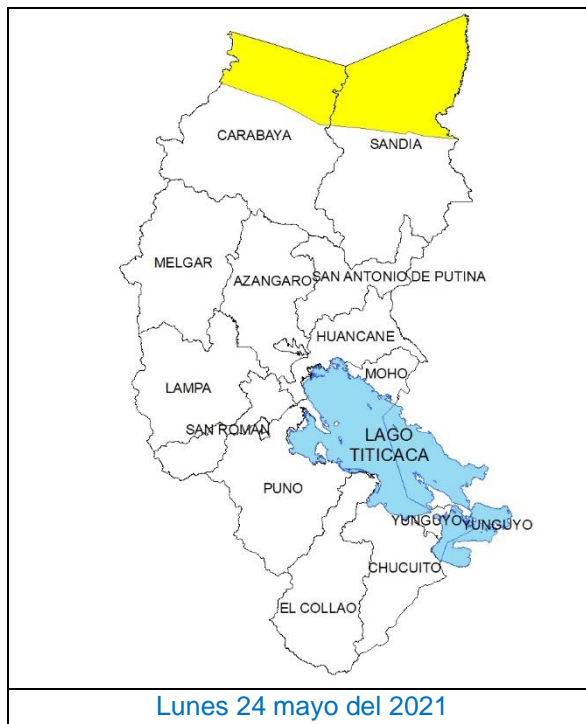 CARABAYA
SANDIA
MELGAR
AZANGARO
SAN ANTONIO DE PUTINA
HUANCANE
MOHO
LAMPA
SAN ROMAN
LAGO
TITICACA
PUNO
YUNGUYO
YUNGUYO
CHUCUITO
EL COLLAO
Lunes 24 mayo del 2021